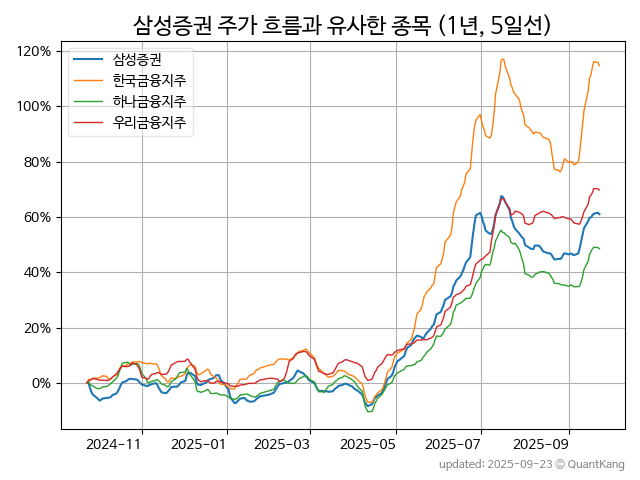 삼성증권 주가 흐름과 유사한 종목 (1년, 5일선)
120%
100%
80%
60%
40%
20%
0%
삼성증권
한국금융지주
하나금융지주
우리금융지주
2024-11 2025-01 2025-03 2025-05 2025-07 2025-09
updated: 2025-09-23 © QuantKang